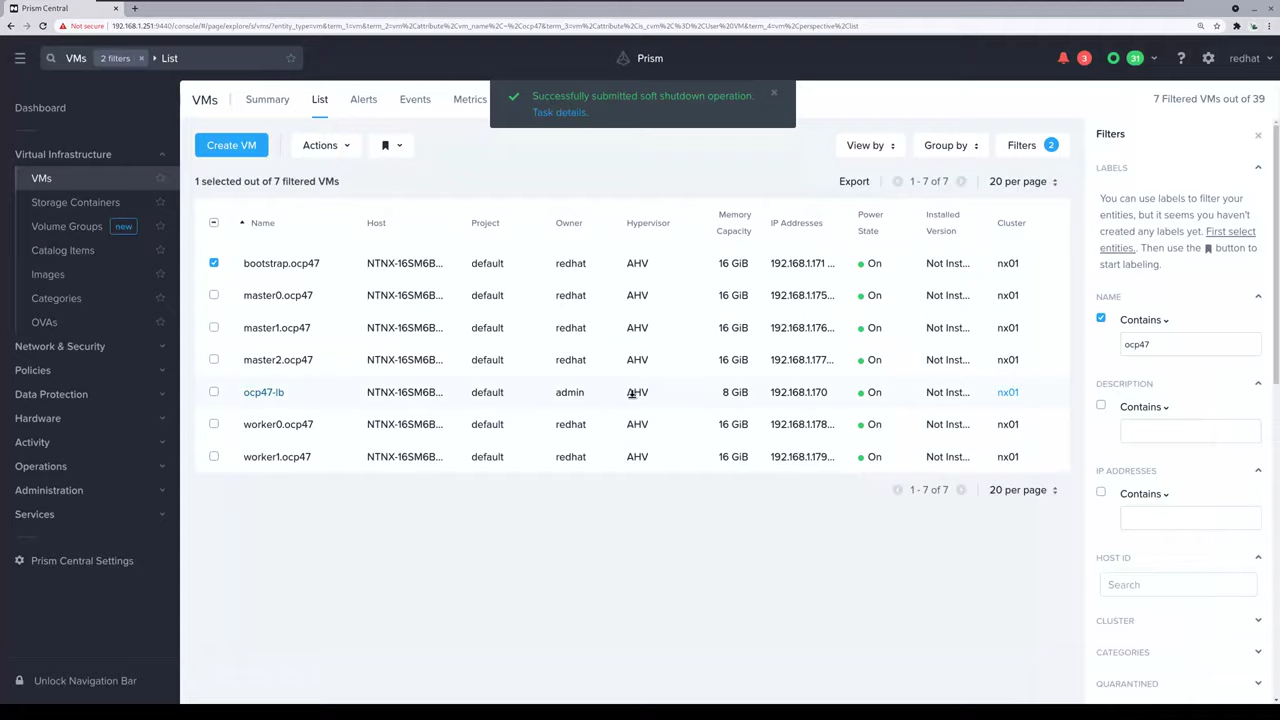 Prism Central
Not secure
192.168.1.251:9440/console/#page/explore/s/vms/?entity_type=vm&term_1=vm&term_2=vm%2Cattribute%2Cvm_name%2C~%2Cocp47&term_3=vm%2Cattribute%2Cis_cvm%2C%3D%2CUser%20VM&term_4=vm%2Cperspective%2Clist
VMs
2 filters
List
Prism
3
31
?
redhat
Dashboard
Virtual Infrastructure
VMs
Storage Containers
Volume Groups
new
Catalog Items
Images
Categories
OVAs
Network & Security
Policies
Data Protection
Hardware
Activity
Operations
Administration
Services
Prism Central Settings
Unlock Navigation Bar
VMs
Summary
List
Alerts
Events
Metrics
Successfully submitted soft shutdown operation.
Task details.
7 Filtered VMs out of 39
Create VM
Actions
View by
Group by
Filters
2
1 selected out of 7 filtered VMs
Export
1 - 7 of 7
20 per page
Name Host Project Owner Hypervisor Memory Capacity IP Addresses Power State Installed Version Cluster
bootstrap.ocp47 NTNX-16SM6B... default redhat AHV 16 GiB 192.168.1.171 ... On Not Inst... nx01
master0.ocp47 NTNX-16SM6B... default redhat AHV 16 GiB 192.168.1.175... On Not Inst... nx01
master1.ocp47 NTNX-16SM6B... default redhat AHV 16 GiB 192.168.1.176... On Not Inst... nx01
master2.ocp47 NTNX-16SM6B... default redhat AHV 16 GiB 192.168.1.177... On Not Inst... nx01
ocp47-lb NTNX-16SM6B... default admin AHV 8 GiB 192.168.1.170 On Not Inst... nx01
worker0.ocp47 NTNX-16SM6B... default redhat AHV 16 GiB 192.168.1.178... On Not Inst... nx01
worker1.ocp47 NTNX-16SM6B... default redhat AHV 16 GiB 192.168.1.179... On Not Inst... nx01
1 - 7 of 7
20 per page
Filters
LABELS
You can use labels to filter your
entities, but it seems you haven't
created any labels yet. First select
entities. Then use the button to
start labeling.
NAME
Contains
ocp47
DESCRIPTION
Contains
IP ADDRESSES
Contains
HOST ID
Search
CLUSTER
CATEGORIES
QUARANTINED